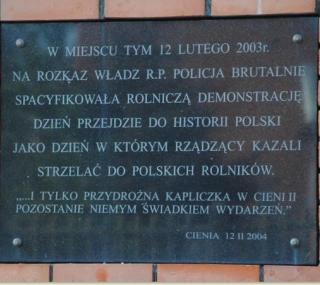 W MIEJSCU TYM 12 LUTEGO 2003r.
NA ROZKAZ WŁADZ R.P. POLICJA BRUTALNIE
SPACYFIKOWAŁA ROLNICZĄ DEMONSTRACJĘ
DZIEŃ PRZEJDZIE DO HISTORII POLSKI
JAKO DZIEŃ W KTÓRYM RZĄDZĄCY KAZALI
STRZELAĆ DO POLSKICH ROLNIKÓW.
„...I TYLKO PRZYDROŻNA KAPLICZKA W CIENI II
POZOSTANIE NIEMYM ŚWIADKIEM WYDARZEŃ.”
CIENIA 12 II 2004